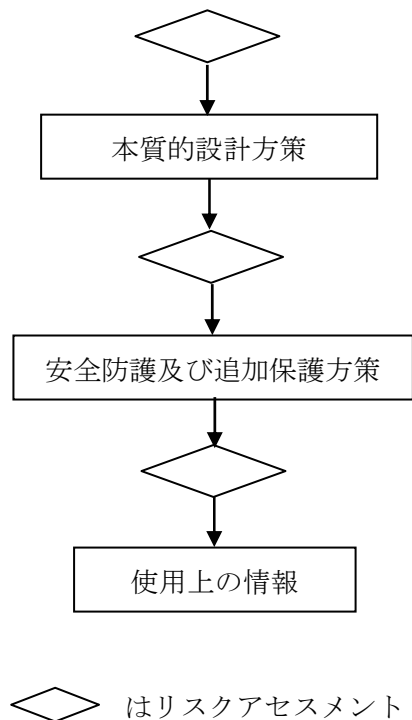 本質的設計方策
安全防護及び追加保護方策
使用上の情報
はリスクアセスメント